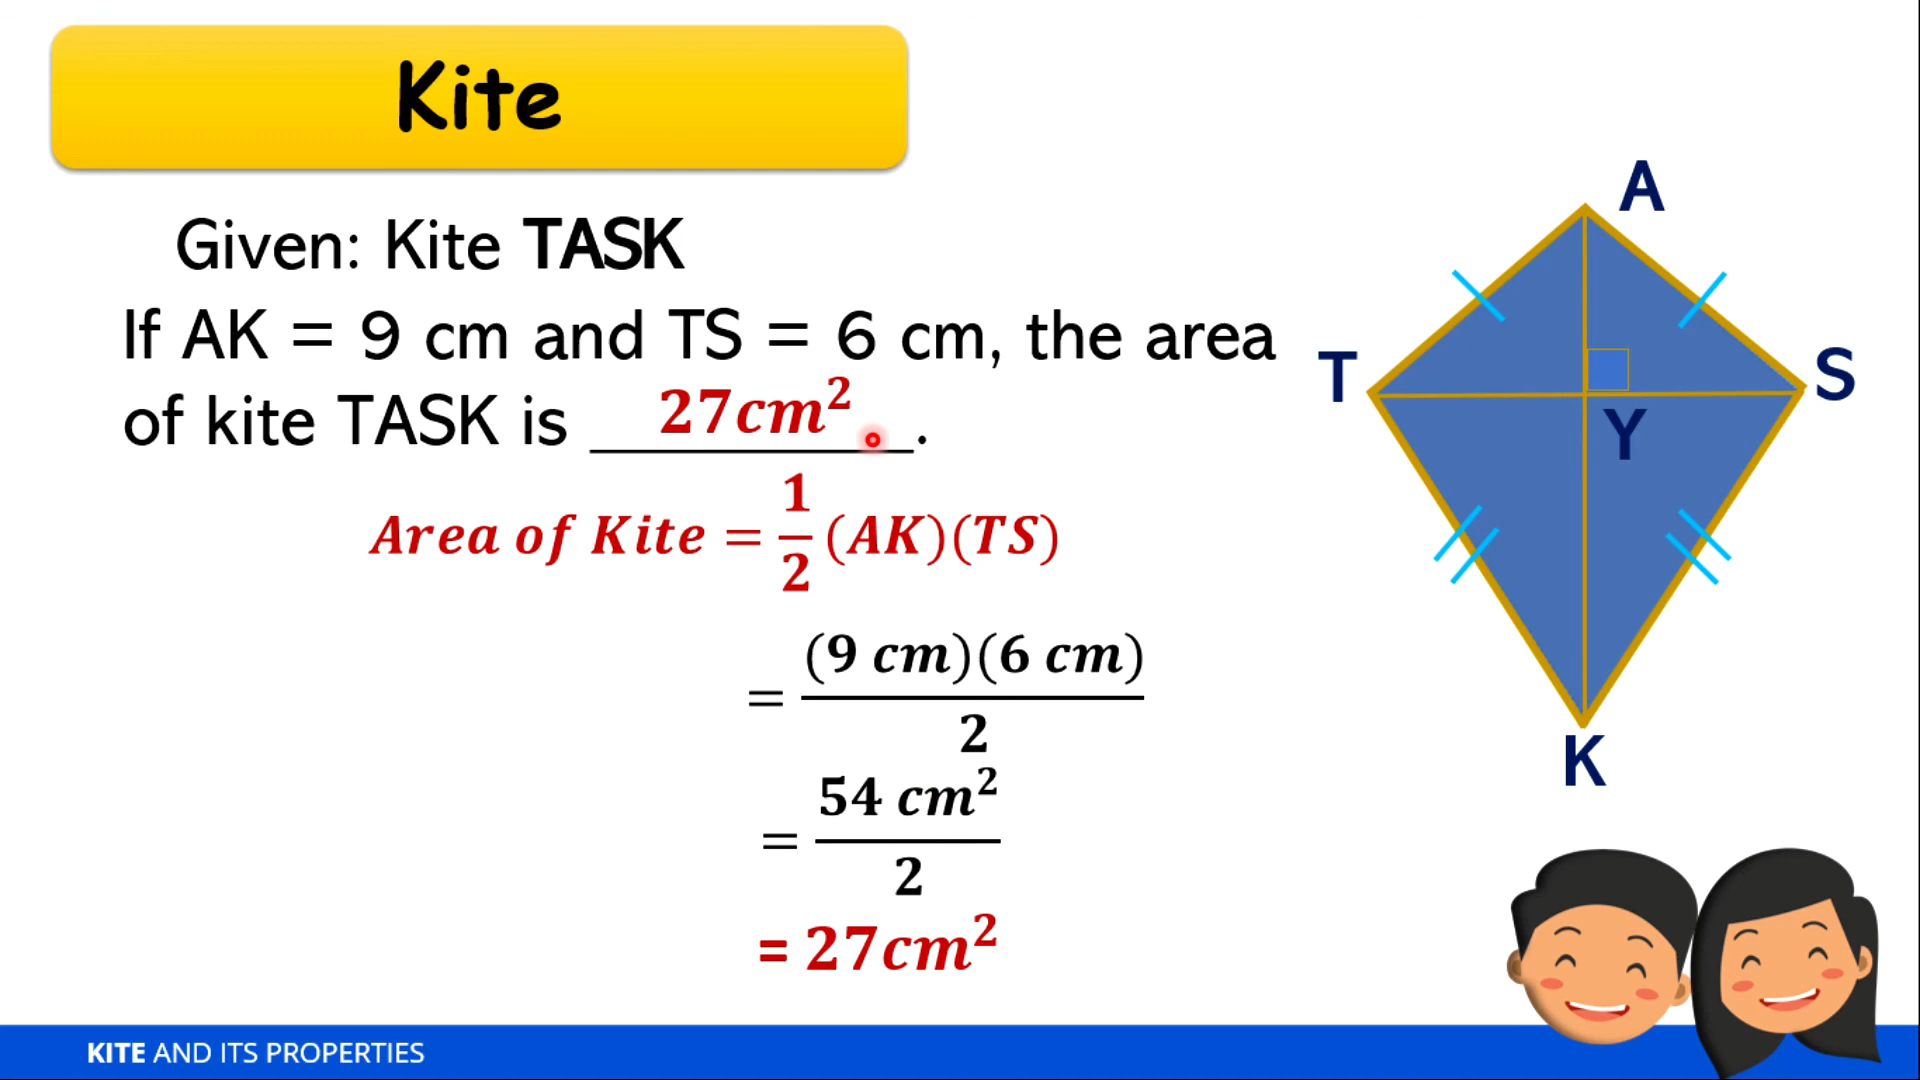 Kite
Given: Kite TASK
If AK = 9 cm and TS = 6 cm, the area
of kite TASK is 27cm² .
Area of Kite = 1/2 (AK)(TS)
= (9 cm)(6 cm) / 2
= 54 cm² / 2
= 27cm²
A
T
S
Y
K
KITE AND ITS PROPERTIES